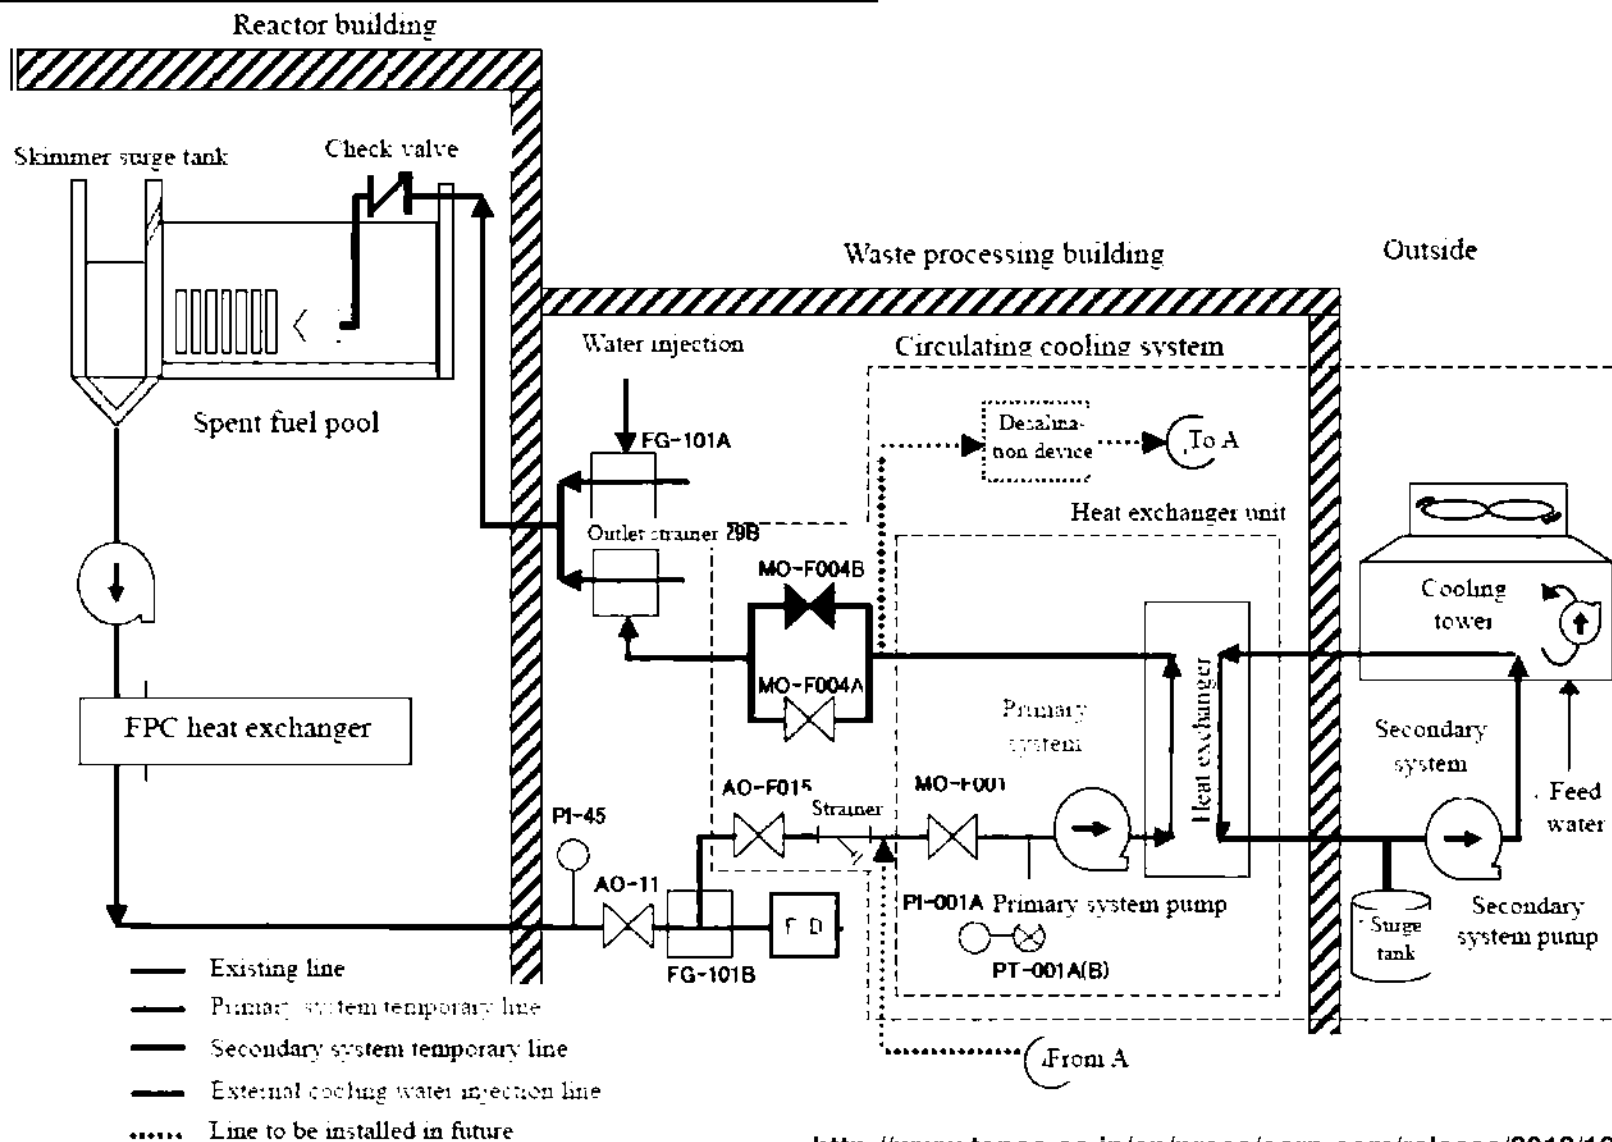 Reactor building
Skimmer surge tank
Check valve
Spent fuel pool
Waste processing building
Outside
Water injection
Circulating cooling system
FG-101A
Desalina-
tion device
To A
Heat exchanger unit
Outlet strainer 29B
MO-F004B
MO-F004A
Cooling
tower
FPC heat exchanger
Primary
system
Heat exchanger
Secondary
system
Feed
water
PI-45
AO-F015
Strainer
MO-F001
AO-11
F D
FG-101B
PI-001A Primary system pump
PT-001A(B)
Surge
tank
Secondary
system pump
From A
Existing line
Primary system temporary line
Secondary system temporary line
External cooling water injection line
Line to be installed in future